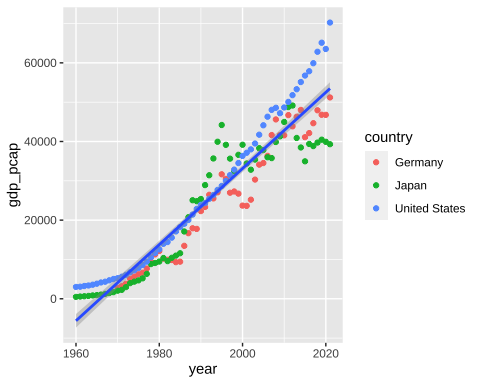 60000
40000
20000
0
gdp_pcap
1960
1980
2000
2020
year
country
Germany
Japan
United States